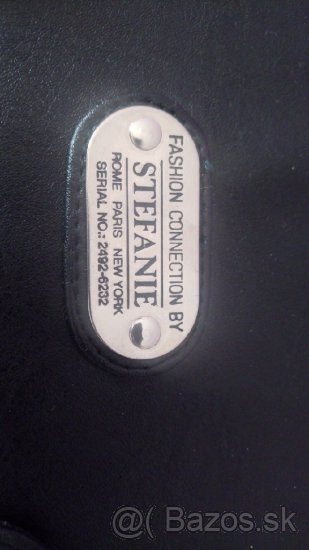 FASHION CONNECTION BY
STEFANIE
ROME PARIS NEW YORK
SERIAL NO.: 2492-6232
@( Bazos.sk